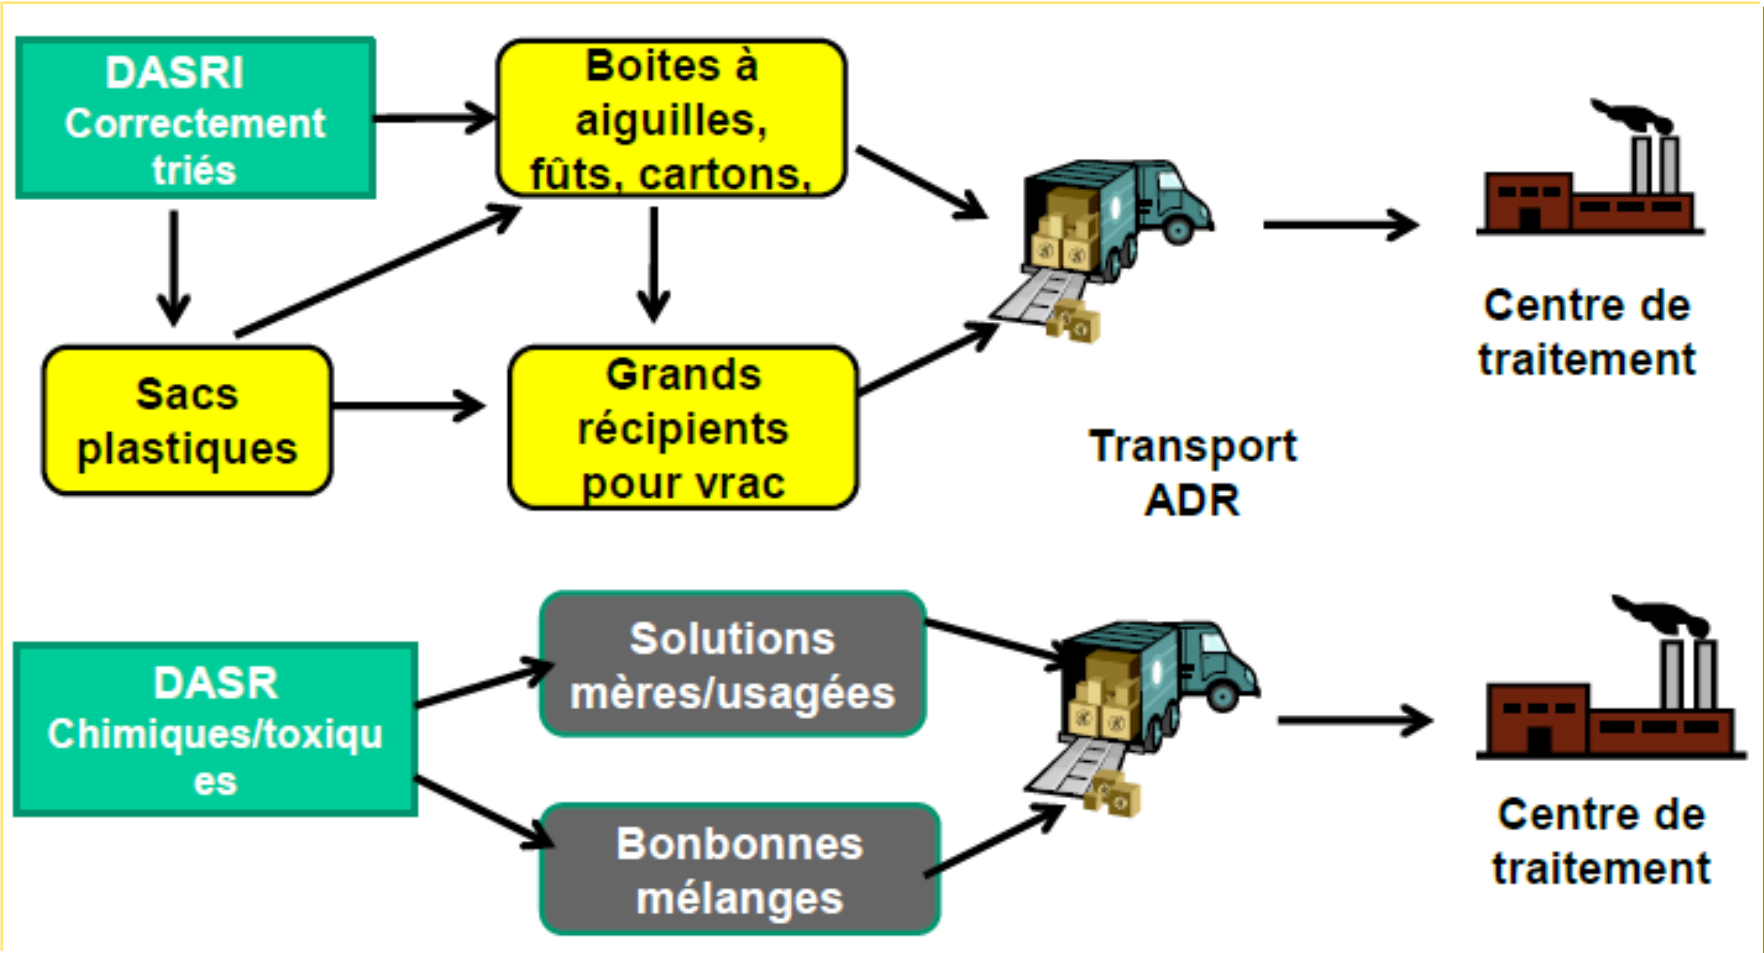 DASRI
Correctement
triés
Boites à
aiguilles,
fûts, cartons,
Sacs
plastiques
Grands
récipients
pour vrac
Transport
ADR
Centre de
traitement
DASR
Chimiques/toxiqu
es
Solutions
mères/usagées
Bonbonnes
mélanges
Centre de
traitement